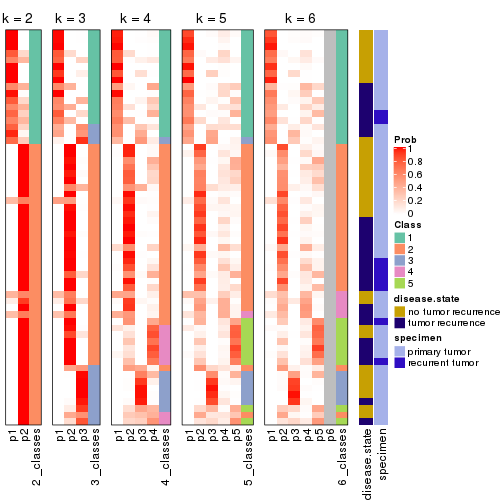 k = 2 k = 3 k = 4 k = 5 k = 6
Prob
1
0.8
0.6
0.4
0.2
0
Class
1
2
3
4
5
disease.state
no tumor recurrence
tumor recurrence
specimen
primary tumor
recurrent tumor
p1 p2 2_classes p1 p2 p3 3_classes p1 p2 p3 p4 4_classes p1 p2 p3 p4 p5 5_classes p1 p2 p3 p4 p5 p6 6_classes disease.state specimen